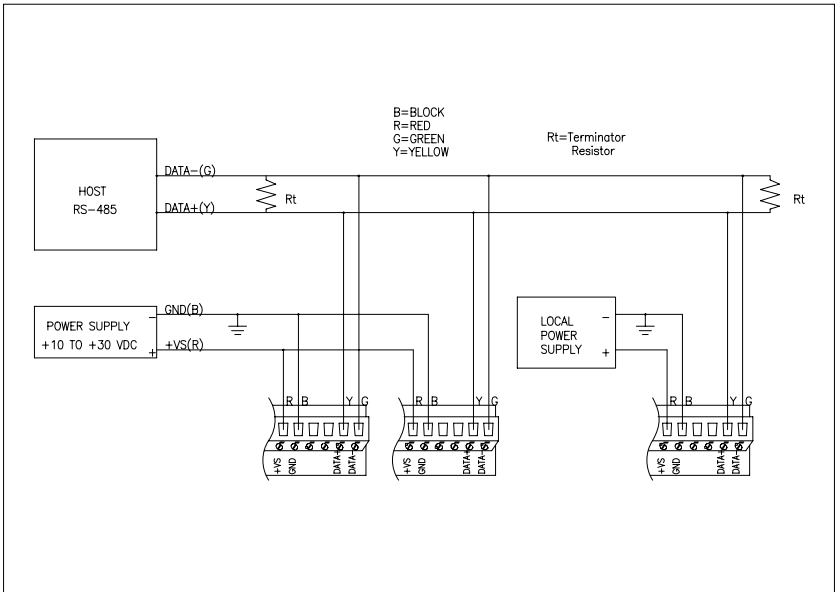 B=BLOCK
R=RED
G=GREEN
Y=YELLOW
Rt=Terminator
Resistor
HOST
RS-485
DATA-(G)
DATA+(Y)
Rt
Rt
POWER SUPPLY
+10 TO +30 VDC
-
+
GND(B)
+VS(R)
LOCAL
POWER
SUPPLY
-
+
R B Y G
R B Y G
R B Y G
+VS
GND
DATA+
DATA-
+VS
GND
DATA+
DATA-
+VS
GND
DATA+
DATA-